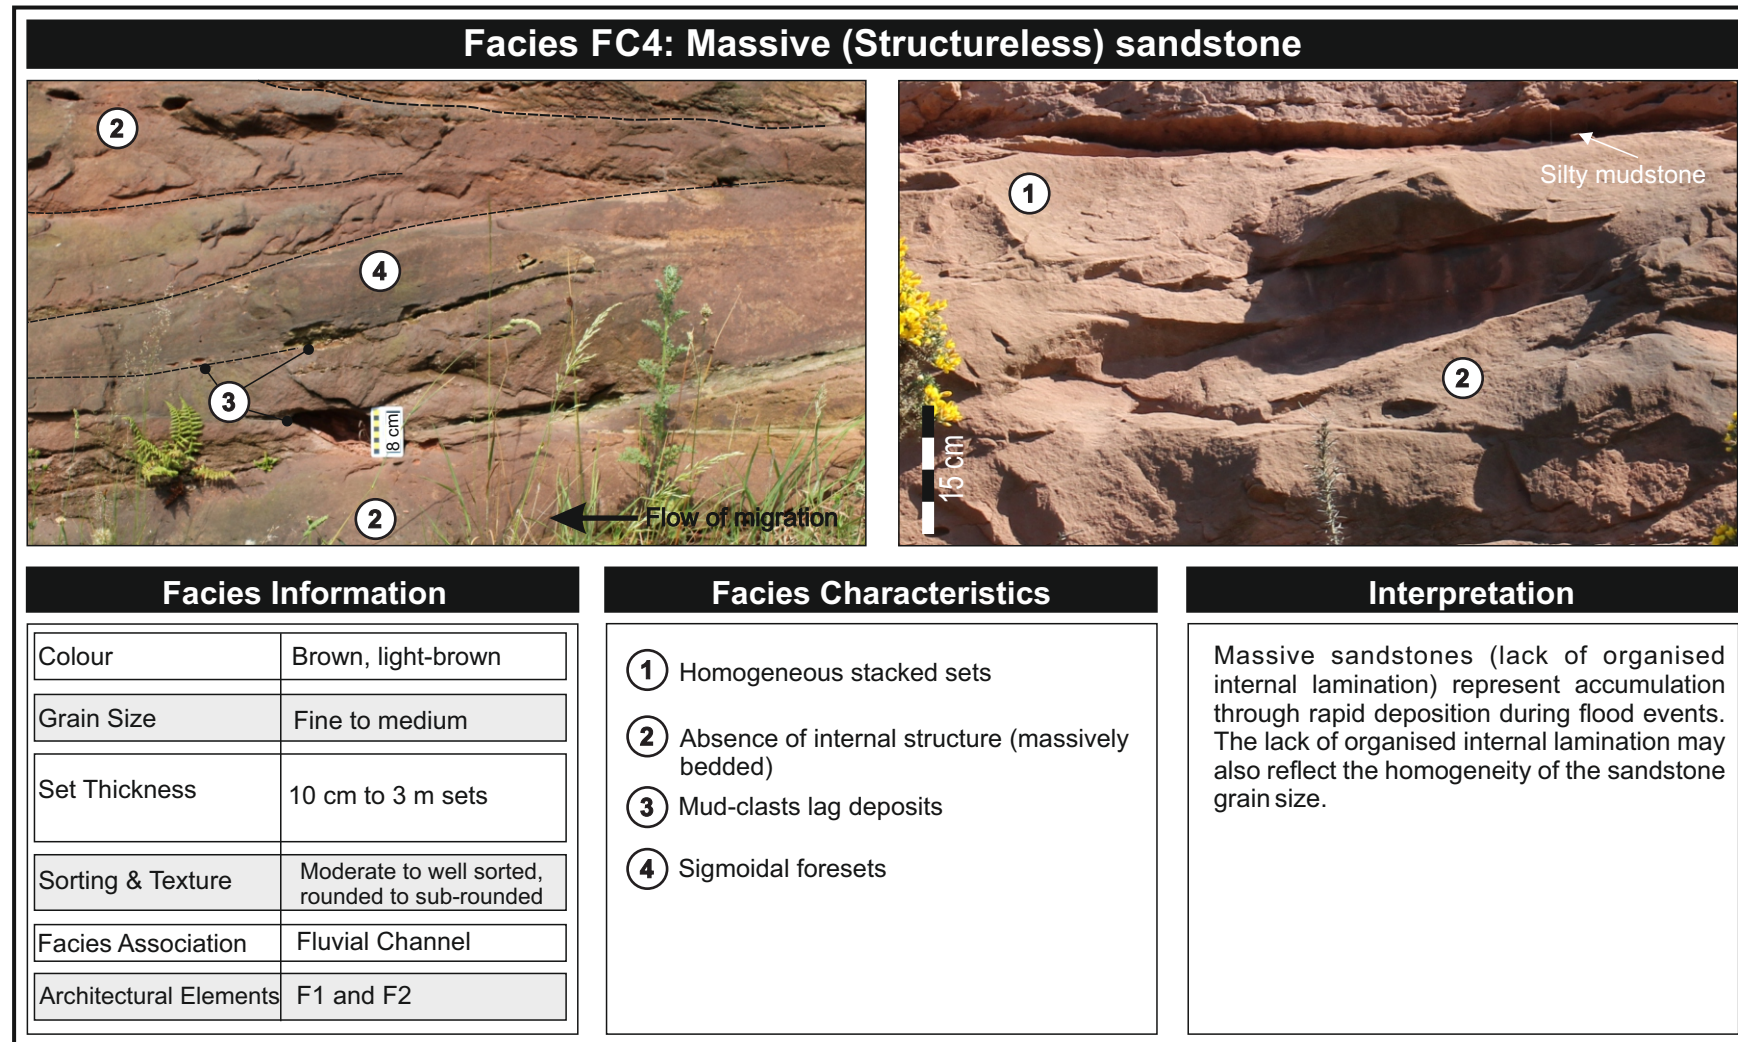 Facies FC4: Massive (Structureless) sandstone
2
4
3
8 cm
2
Flow of migration
Silty mudstone
1
2
15 cm
Facies Information
Colour Brown, light-brown
Grain Size Fine to medium
Set Thickness 10 cm to 3 m sets
Sorting & Texture Moderate to well sorted,
rounded to sub-rounded
Facies Association Fluvial Channel
Architectural Elements F1 and F2
Facies Characteristics
1 Homogeneous stacked sets
2 Absence of internal structure (massively
bedded)
3 Mud-clasts lag deposits
4 Sigmoidal foresets
Interpretation
Massive sandstones (lack of organised
internal lamination) represent accumulation
through rapid deposition during flood events.
The lack of organised internal lamination may
also reflect the homogeneity of the sandstone
grain size.